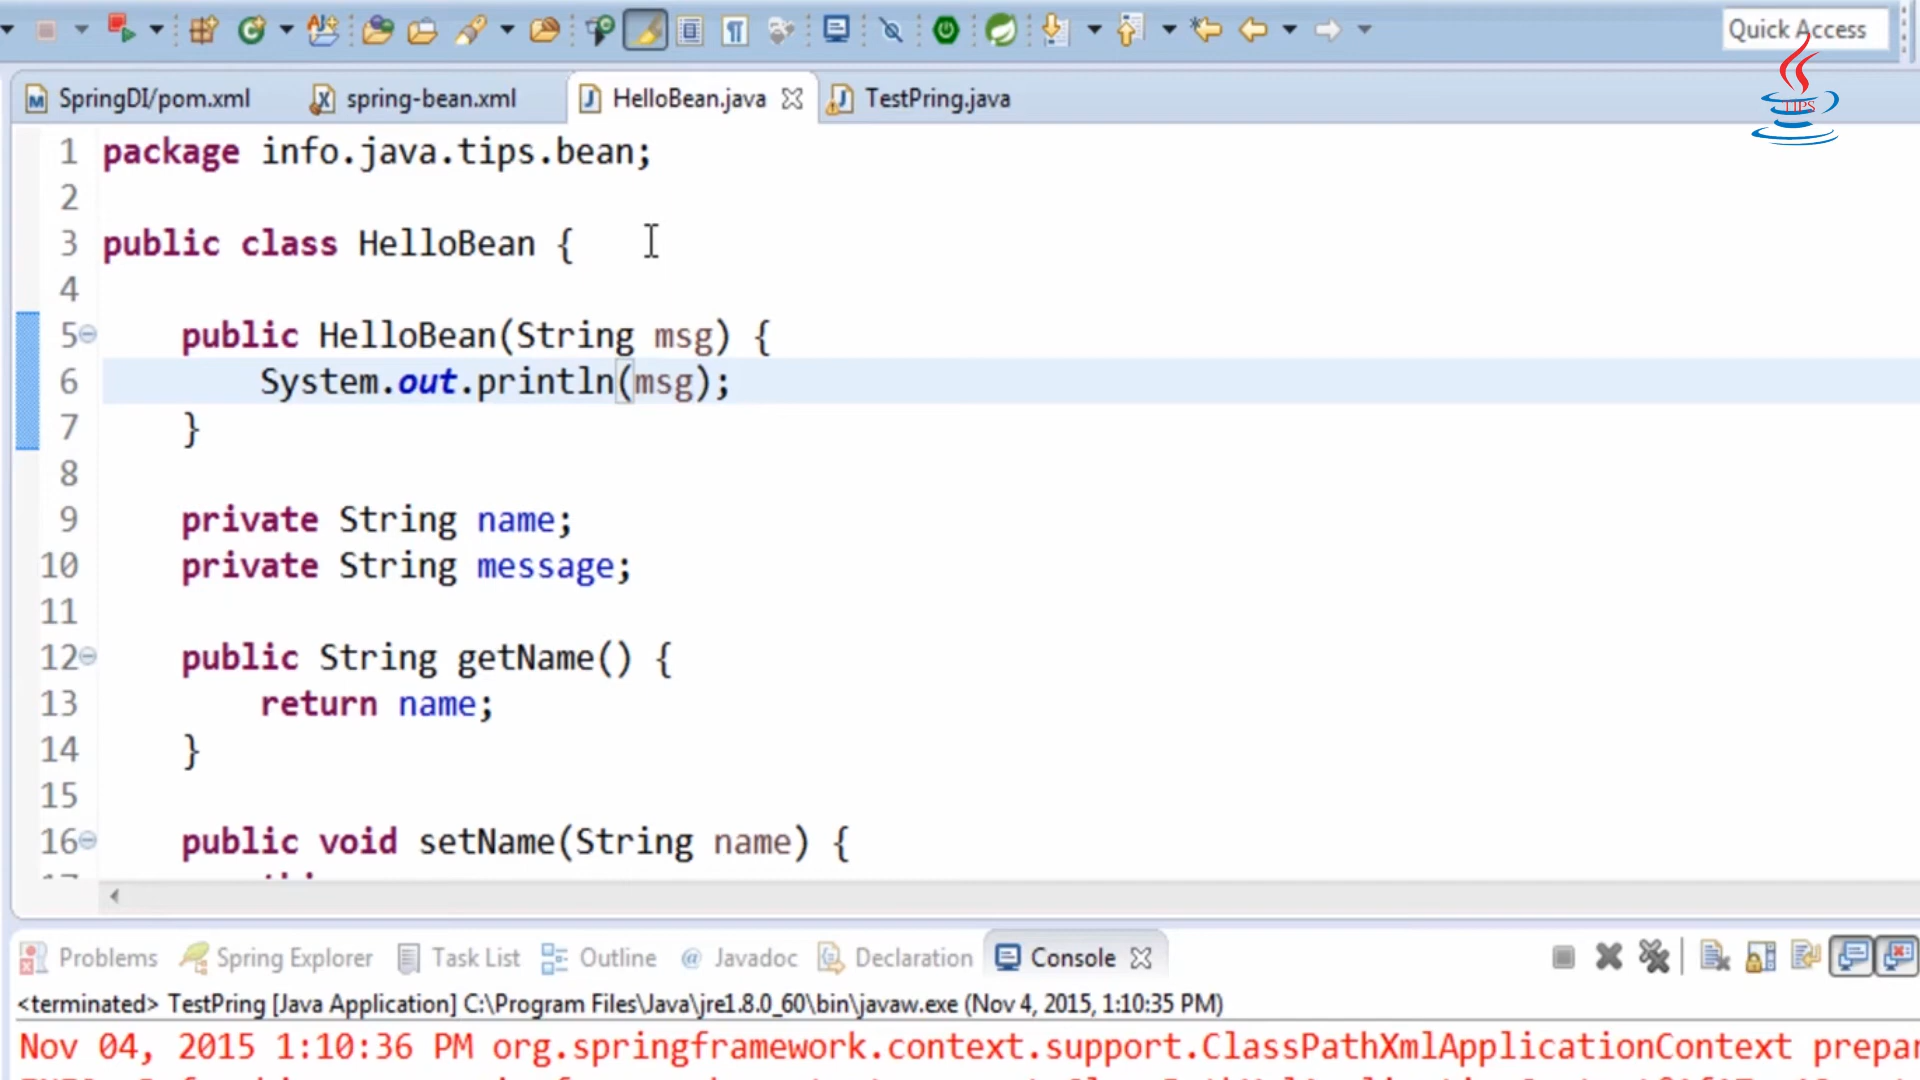 Quick Access
TIPS
SpringDI/pom.xml
spring-bean.xml
HelloBean.java
TestPring.java
1 package info.java.tips.bean;
2
3 public class HelloBean {
4
5 public HelloBean(String msg) {
6 System.out.println(msg);
7 }
8
9 private String name;
10 private String message;
11
12 public String getName() {
13 return name;
14 }
15
16 public void setName(String name) {
Problems
Spring Explorer
Task List
Outline
@ Javadoc
Declaration
Console
<terminated> TestPring [Java Application] C:\Program Files\Java\jre1.8.0_60\bin\javaw.exe (Nov 4, 2015, 1:10:35 PM)
Nov 04, 2015 1:10:36 PM org.springframework.context.support.ClassPathXmlApplicationContext prepar